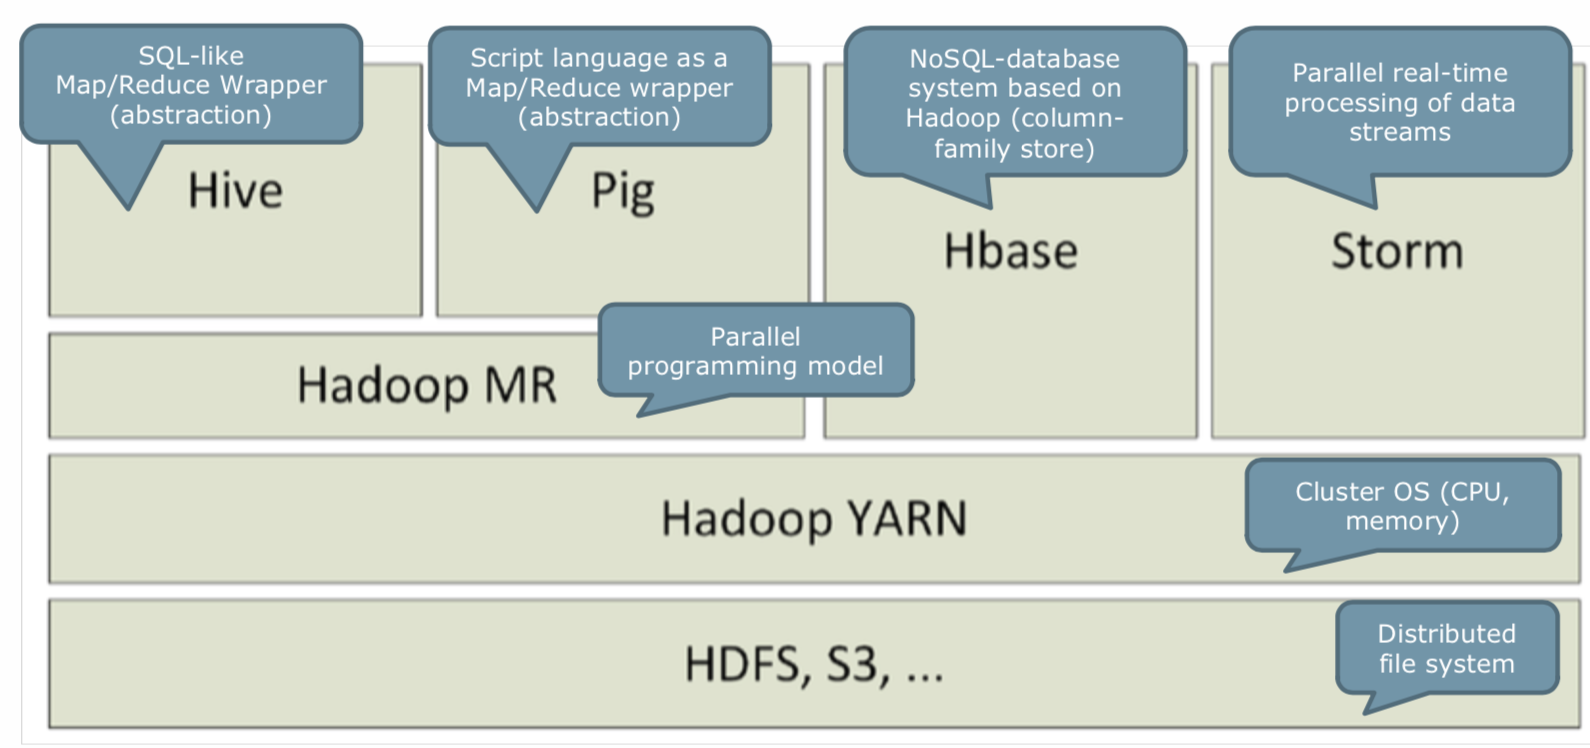 SQL-like
Map/Reduce Wrapper
(abstraction)
Script language as a
Map/Reduce wrapper
(abstraction)
NoSQL-database
system based on
Hadoop (column-
family store)
Parallel real-time
processing of data
streams
Hive
Pig
Hbase
Storm
Parallel
programming model
Hadoop MR
Hadoop YARN
Cluster OS (CPU,
memory)
HDFS, S3, ...
Distributed
file system